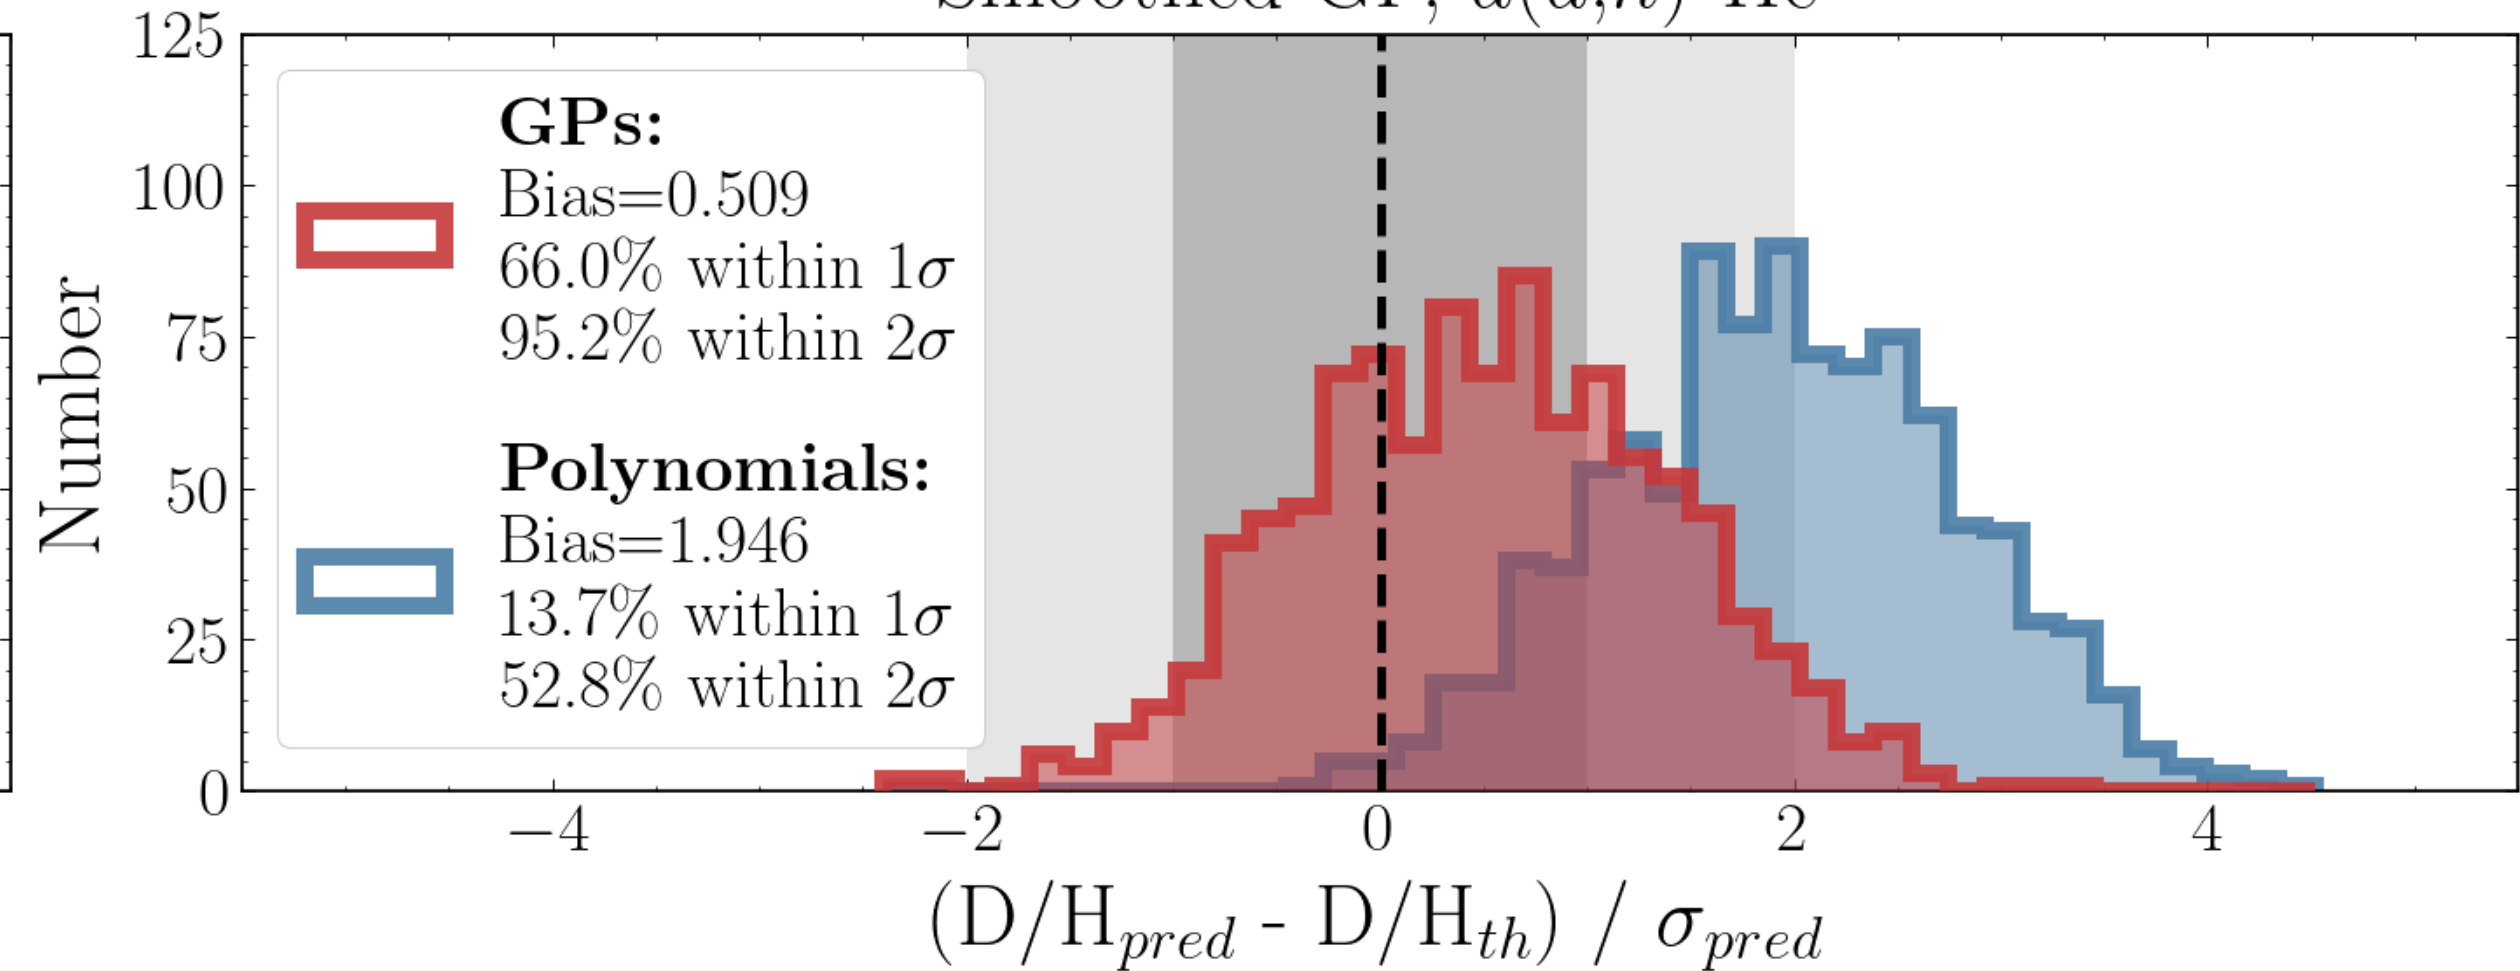 125
100
75
50
25
0
Number
GPs:
Bias=0.509
66.0% within 1σ
95.2% within 2σ
Polynomials:
Bias=1.946
13.7% within 1σ
52.8% within 2σ
−4 −2 0 2 4
(D/H_pred - D/H_th) / σ_pred